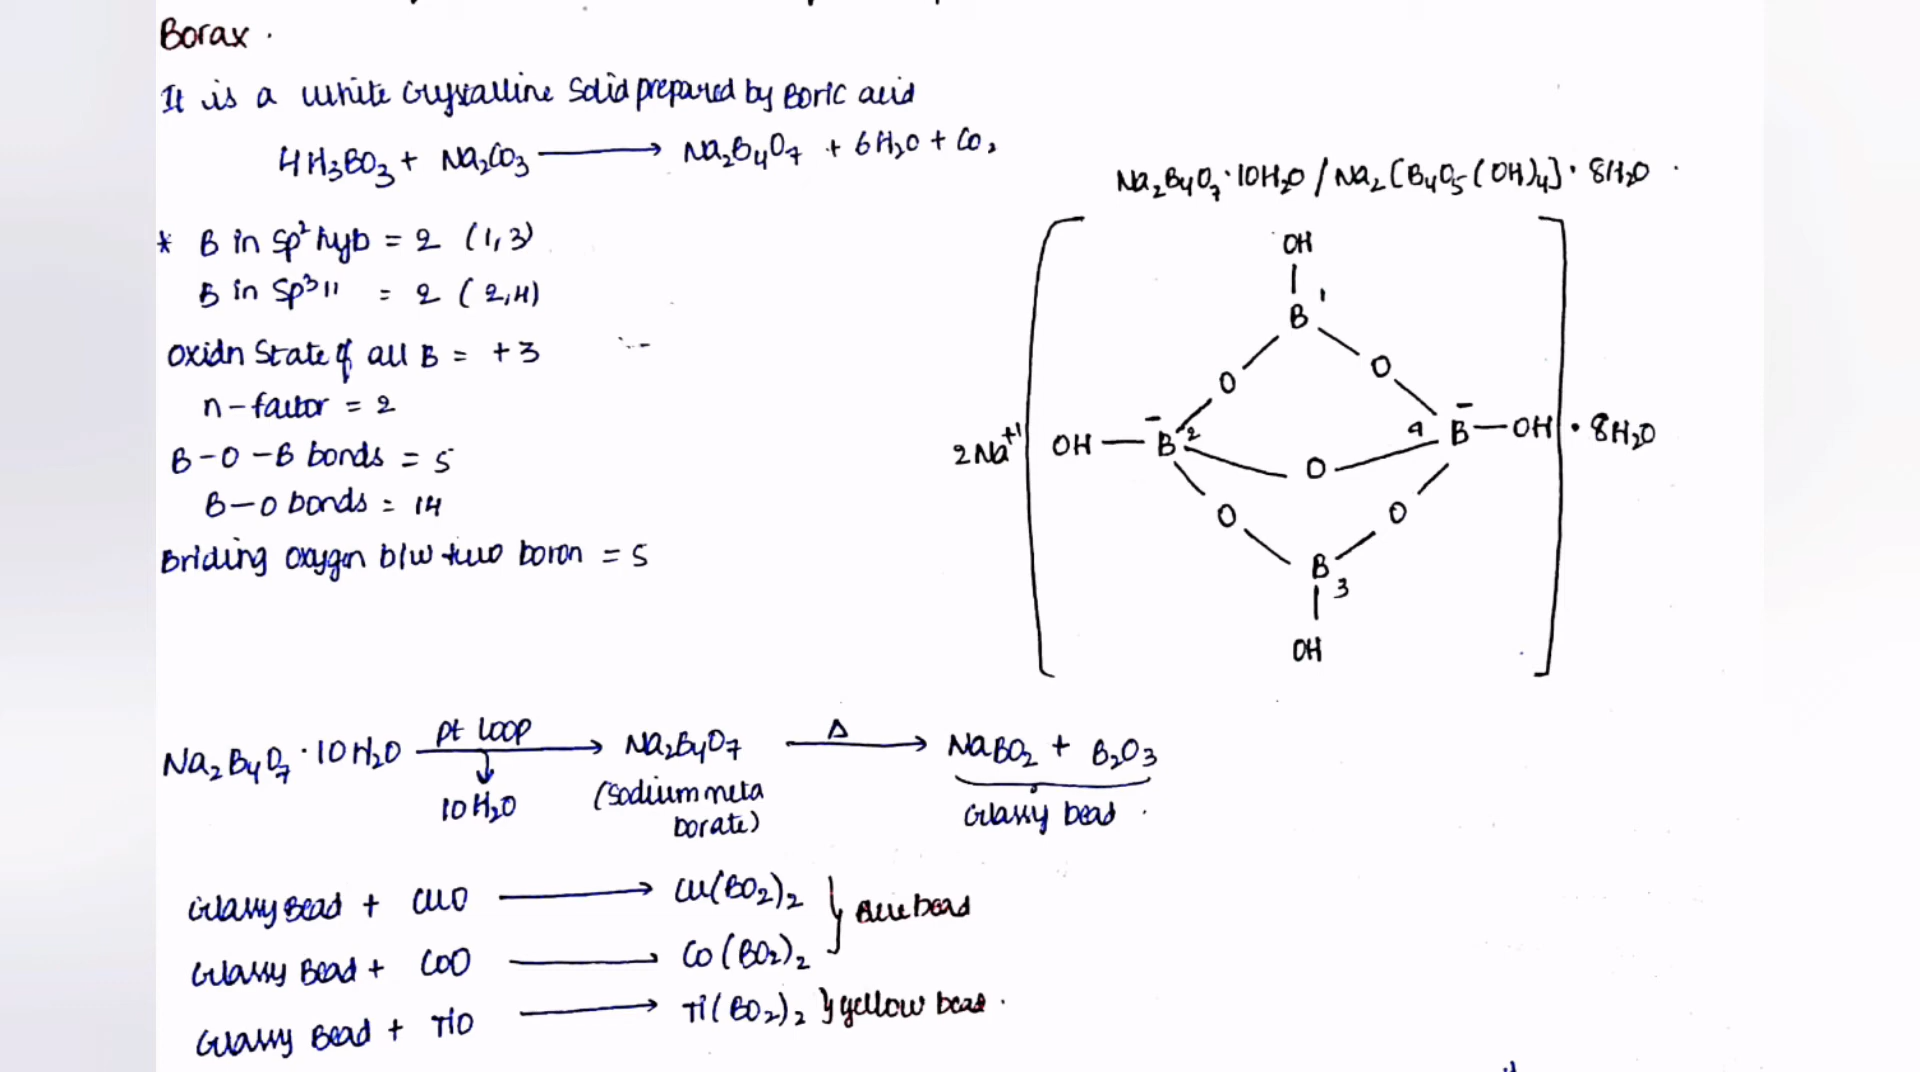 Borax .
It is a white crystalline solid prepared by Boric acid
4H₃BO₃ + Na₂CO₃ ⟶ Na₂B₄O₇ + 6H₂O + CO₂
Na₂B₄O₇·10H₂O / Na₂[B₄O₅(OH)₄]·8H₂O
* B in sp² hyb = 2 (1,3)
B in sp³ 11 = 2 (2,4)
Oxidn State of all B = +3
n-factor = 2
B-O-B bonds = 5
B-O bonds = 14
Briding oxygen b/w two boron = 5
OH
B 1
O O
2Na⁺¹ OH B⁻ 2 4 B⁻ OH · 8H₂O
O
O O
B 3
OH
Na₂B₄O₇·10H₂O ⟶ Na₂B₄O₇ ⟶ NaBO₂ + B₂O₃
Pt loop Δ
10H₂O (Sodium meta borate) Glassy bead .
Glassy Bead + CuO ⟶ Cu(BO₂)₂
Blue bead
Glassy Bead + CoO ⟶ Co(BO₂)₂
Glassy Bead + TiO ⟶ Ti(BO₂)₂ } yellow bead .